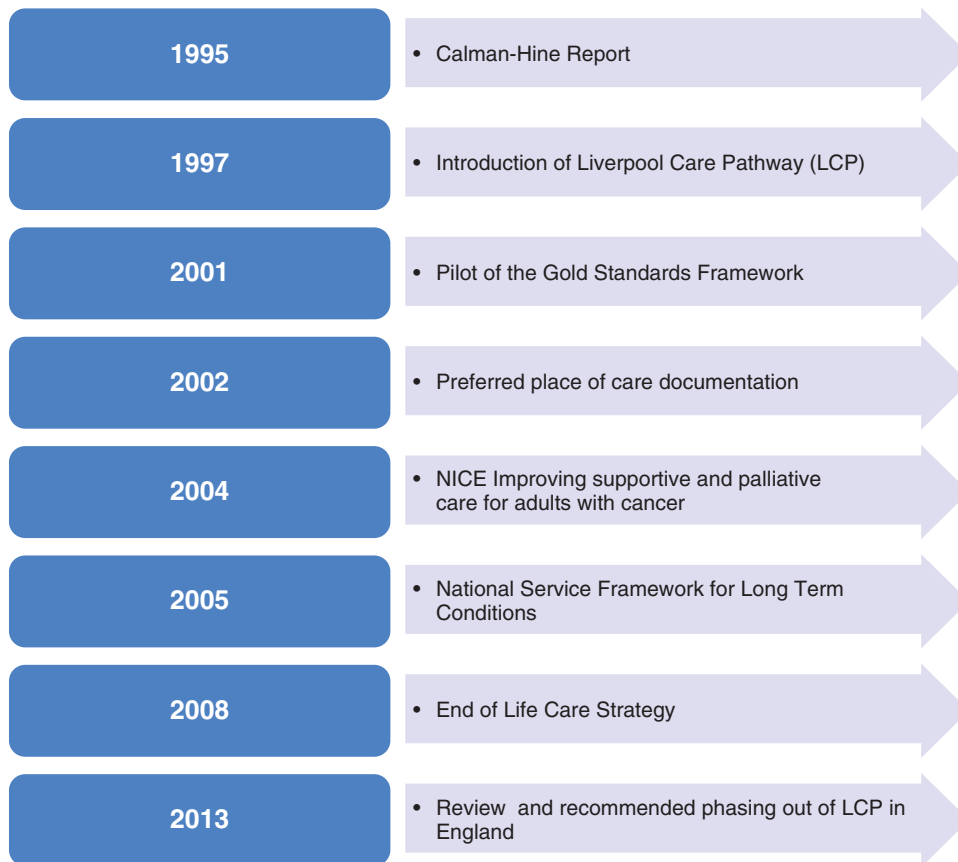 1995
• Calman-Hine Report
1997
• Introduction of Liverpool Care Pathway (LCP)
2001
• Pilot of the Gold Standards Framework
2002
• Preferred place of care documentation
2004
• NICE Improving supportive and palliative
care for adults with cancer
2005
• National Service Framework for Long Term
Conditions
2008
• End of Life Care Strategy
2013
• Review and recommended phasing out of LCP in
England